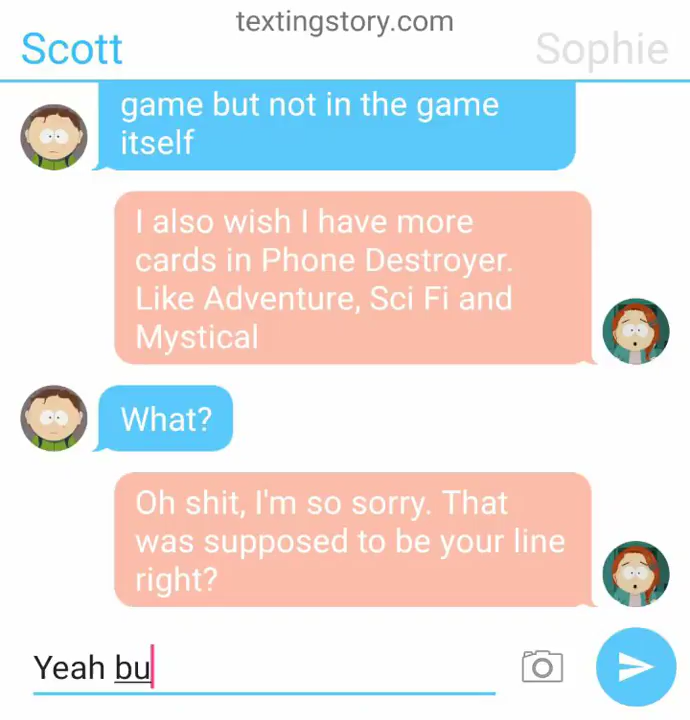 textingstory.com
Scott
Sophie
game but not in the game
itself
I also wish I have more
cards in Phone Destroyer.
Like Adventure, Sci Fi and
Mystical
What?
Oh shit, I'm so sorry. That
was supposed to be your line
right?
Yeah bu